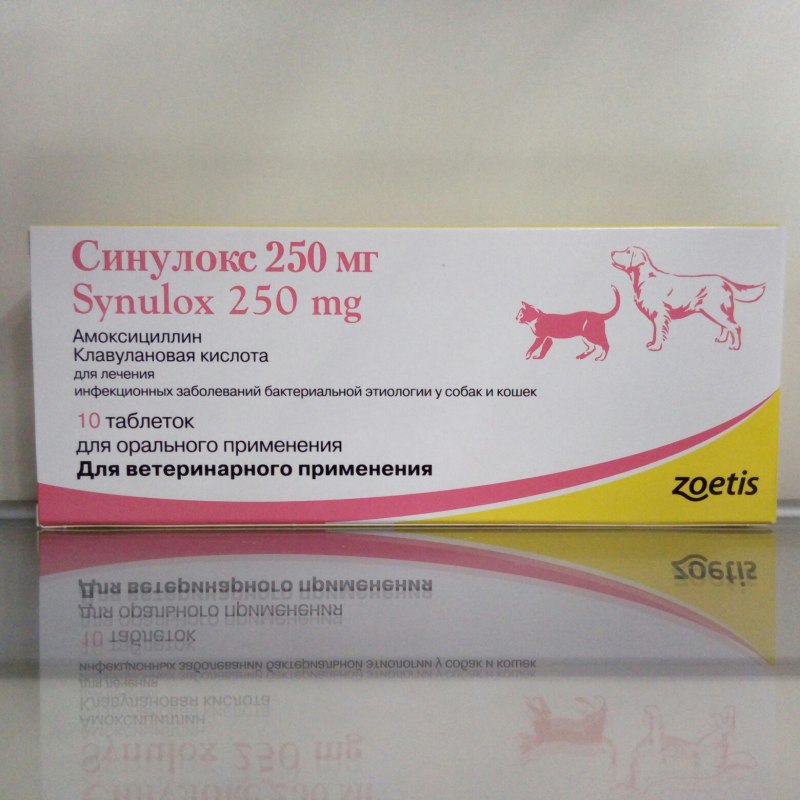 Синулокс 250 мг
Synulox 250 mg
Амоксициллин
Клавулановая кислота
для лечения
инфекционных заболеваний бактериальной этиологии у собак и кошек
10 таблеток
для орального применения
Для ветеринарного применения
zoetis